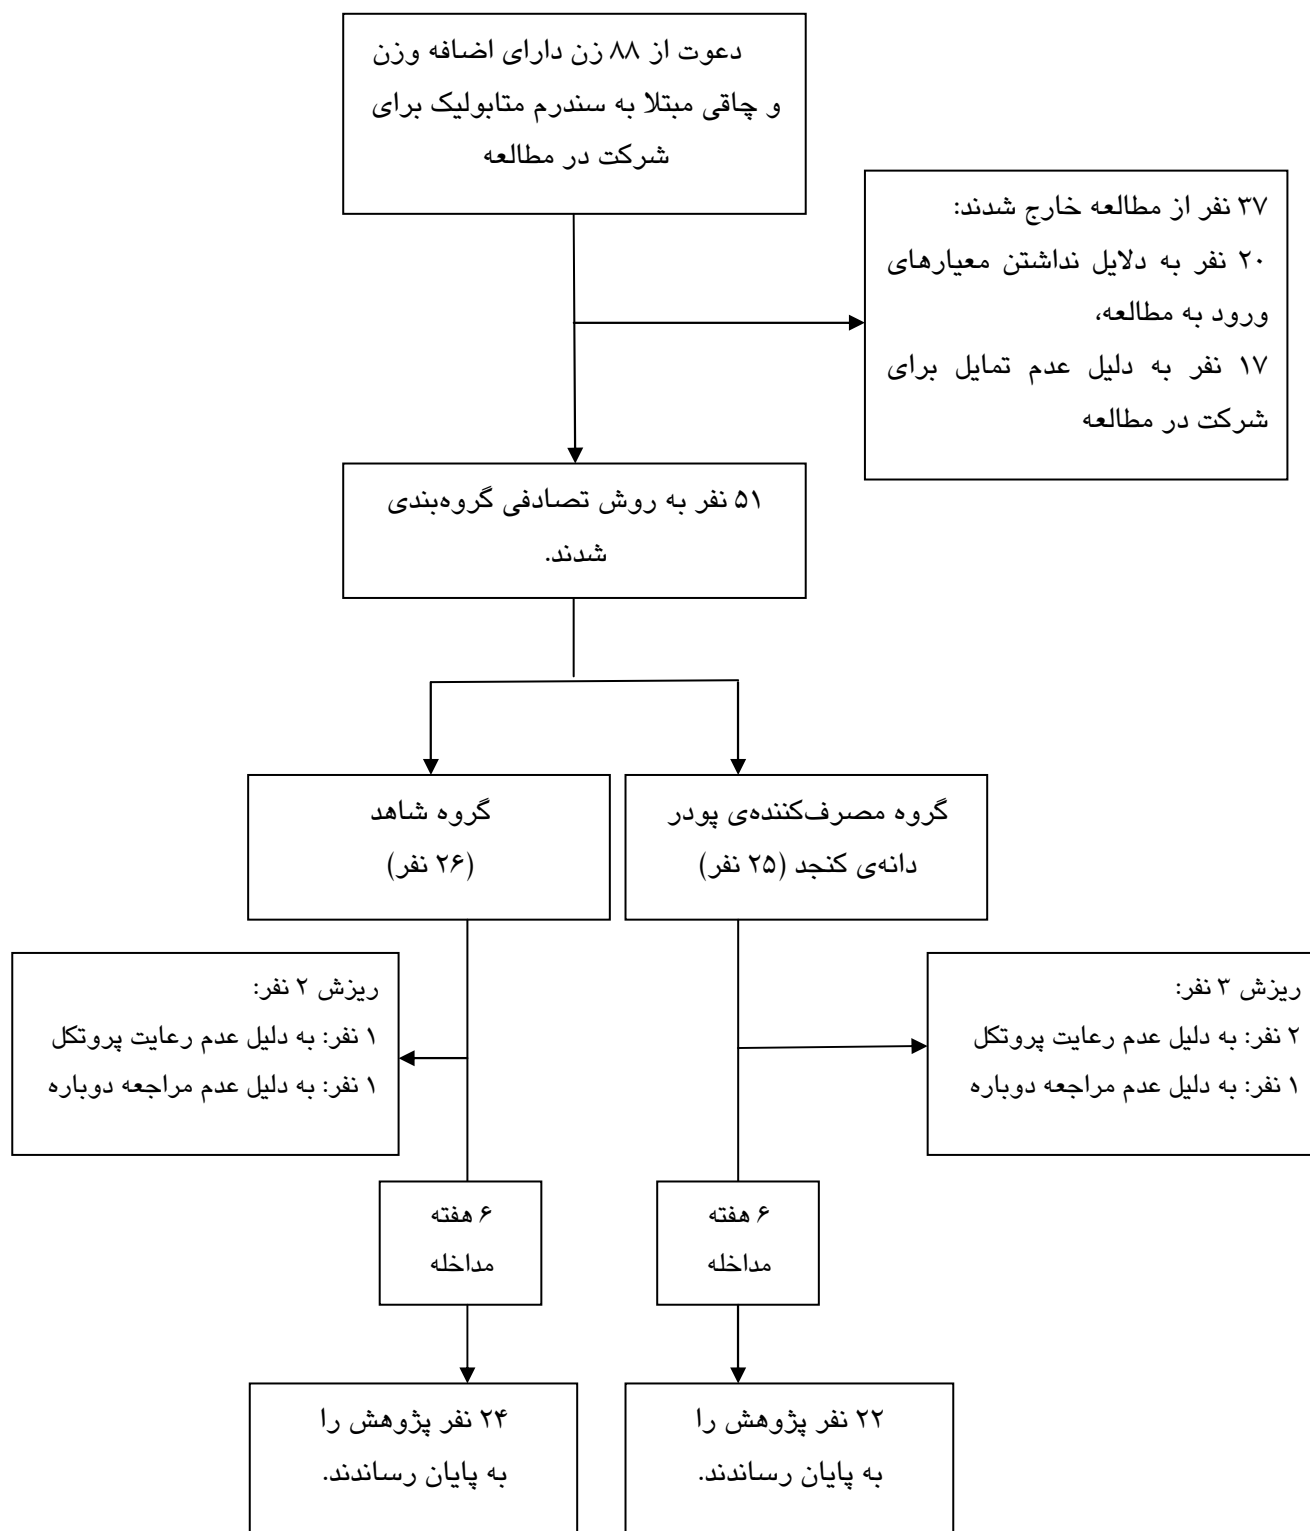 دعوت از ۸۸ زن دارای اضافه وزن
و چاقی مبتلا به سندرم متابولیک برای
شرکت در مطالعه
۳۷ نفر از مطالعه خارج شدند:
۲۰ نفر به دلایل نداشتن معیارهای
ورود به مطالعه،
۱۷ نفر به دلیل عدم تمایل برای
شرکت در مطالعه
۵۱ نفر به روش تصادفی گروه‌بندی
شدند.
گروه مصرف‌کننده‌ی پودر
دانه‌ی کنجد (۲۵ نفر)
گروه شاهد
(۲۶ نفر)
ریزش ۳ نفر:
۲ نفر: به دلیل عدم رعایت پروتکل
۱ نفر: به دلیل عدم مراجعه دوباره
ریزش ۲ نفر:
۱ نفر: به دلیل عدم رعایت پروتکل
۱ نفر: به دلیل عدم مراجعه دوباره
۶ هفته
مداخله
۶ هفته
مداخله
۲۲ نفر پژوهش را
به پایان رساندند.
۲۴ نفر پژوهش را
به پایان رساندند.